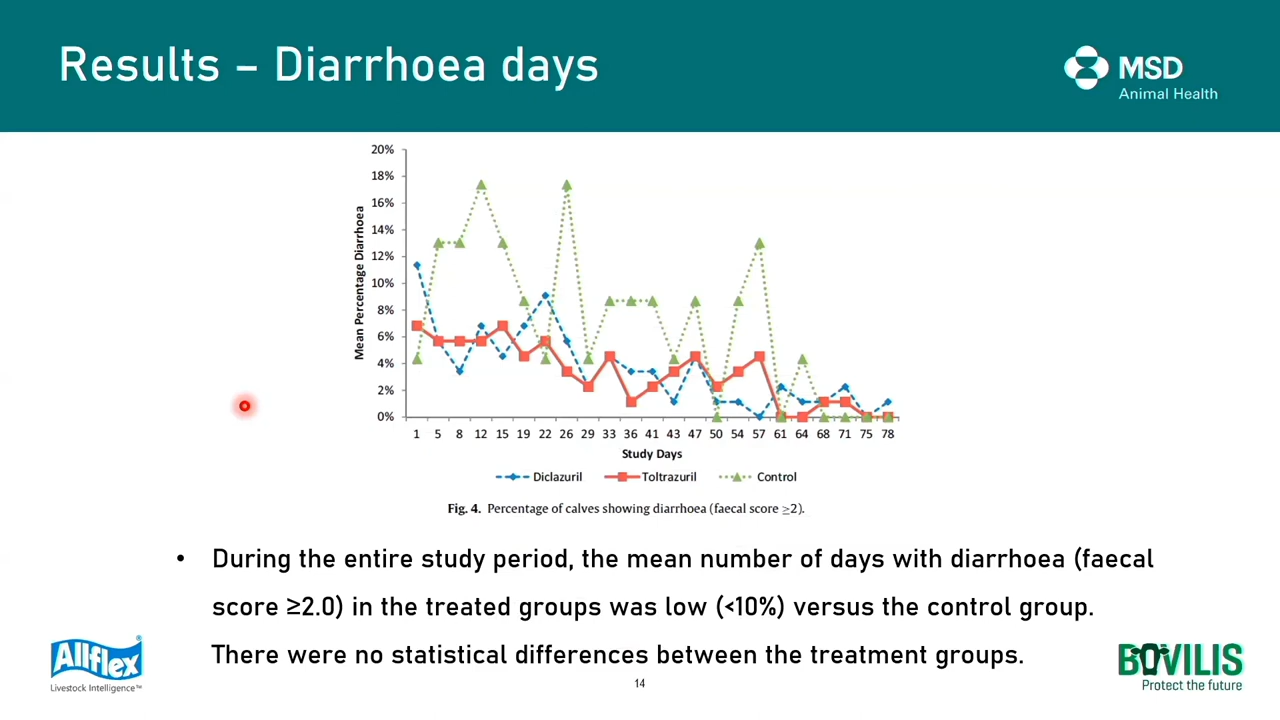 Results – Diarrhoea days
MSD
Animal Health
20%
18%
16%
14%
12%
10%
8%
6%
4%
2%
0%
Mean Percentage Diarrhoea
1 5 8 12 15 19 22 26 29 33 36 41 43 47 50 54 57 61 64 68 71 75 78
Study Days
Diclazuril Toltrazuril Control
Fig. 4. Percentage of calves showing diarrhoea (faecal score ≥2).
• During the entire study period, the mean number of days with diarrhoea (faecal
score ≥2.0) in the treated groups was low (<10%) versus the control group.
There were no statistical differences between the treatment groups.
Allflex®
Livestock Intelligence™
14
BOVILIS
Protect the future